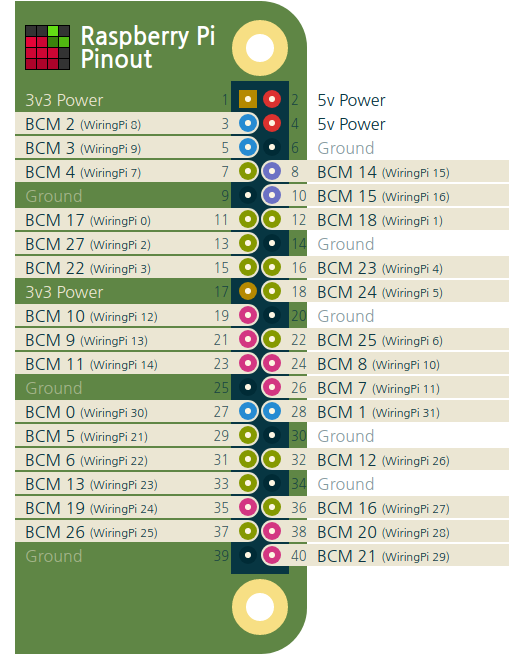 Raspberry Pi
Pinout
3v3 Power 1 2 5v Power
BCM 2 (WiringPi 8) 3 4 5v Power
BCM 3 (WiringPi 9) 5 6 Ground
BCM 4 (WiringPi 7) 7 8 BCM 14 (WiringPi 15)
Ground 9 10 BCM 15 (WiringPi 16)
BCM 17 (WiringPi 0) 11 12 BCM 18 (WiringPi 1)
BCM 27 (WiringPi 2) 13 14 Ground
BCM 22 (WiringPi 3) 15 16 BCM 23 (WiringPi 4)
3v3 Power 17 18 BCM 24 (WiringPi 5)
BCM 10 (WiringPi 12) 19 20 Ground
BCM 9 (WiringPi 13) 21 22 BCM 25 (WiringPi 6)
BCM 11 (WiringPi 14) 23 24 BCM 8 (WiringPi 10)
Ground 25 26 BCM 7 (WiringPi 11)
BCM 0 (WiringPi 30) 27 28 BCM 1 (WiringPi 31)
BCM 5 (WiringPi 21) 29 30 Ground
BCM 6 (WiringPi 22) 31 32 BCM 12 (WiringPi 26)
BCM 13 (WiringPi 23) 33 34 Ground
BCM 19 (WiringPi 24) 35 36 BCM 16 (WiringPi 27)
BCM 26 (WiringPi 25) 37 38 BCM 20 (WiringPi 28)
Ground 39 40 BCM 21 (WiringPi 29)